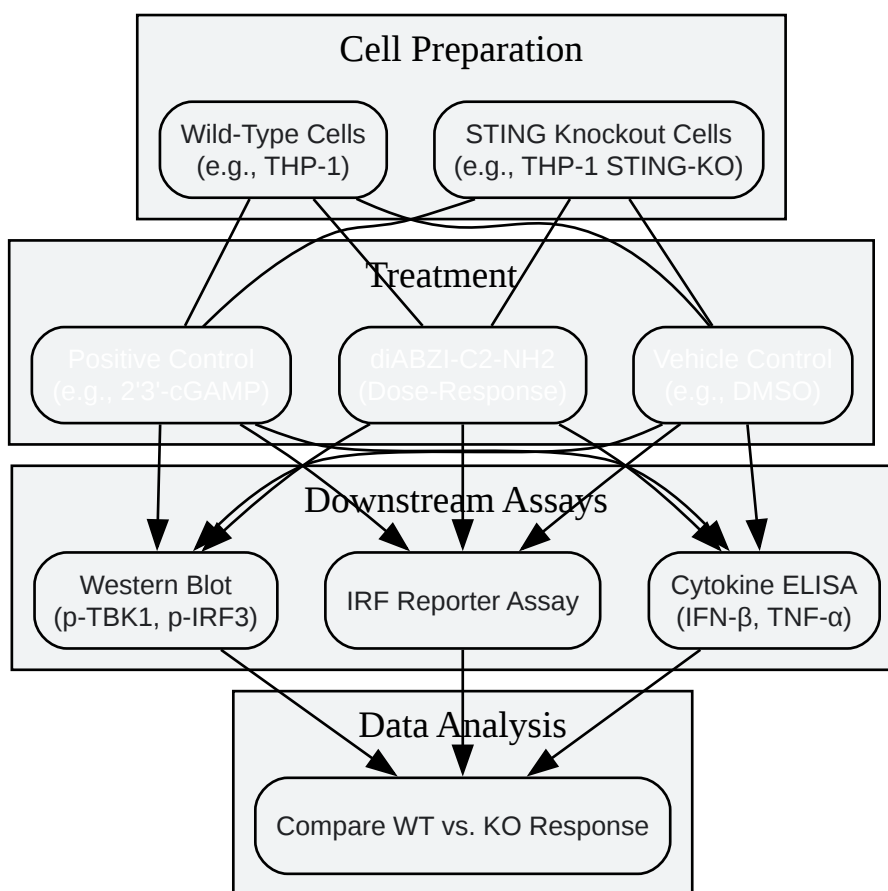 Cell Preparation
Wild-Type Cells
(e.g., THP-1)
STING Knockout Cells
(e.g., THP-1 STING-KO)
Treatment
Positive Control
(e.g., 2'3'-cGAMP)
diABZI-C2-NH2
(Dose-Response)
Vehicle Control
(e.g., DMSO)
Downstream Assays
Western Blot
(p-TBK1, p-IRF3)
IRF Reporter Assay
Cytokine ELISA
(IFN-β, TNF-α)
Data Analysis
Compare WT vs. KO Response